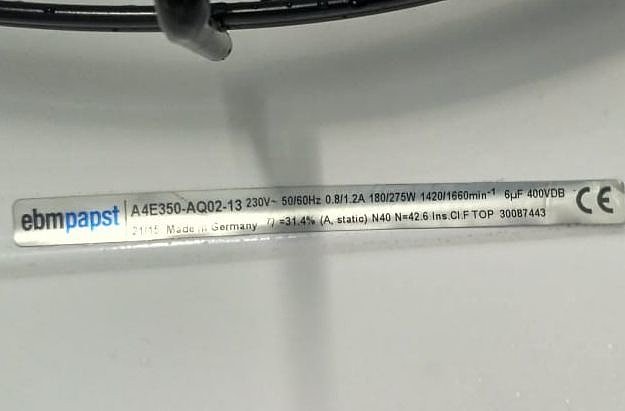 ebmpapst A4E350-AQ02-13 230V~ 50/60Hz 0.8/1.2A 180/275W 1420/1660min⁻¹ 6µF 400VDB CE
21/15 Made in Germany η=31.4% (A, static) N40 N=42.6 Ins.Cl.F TOP 30087443